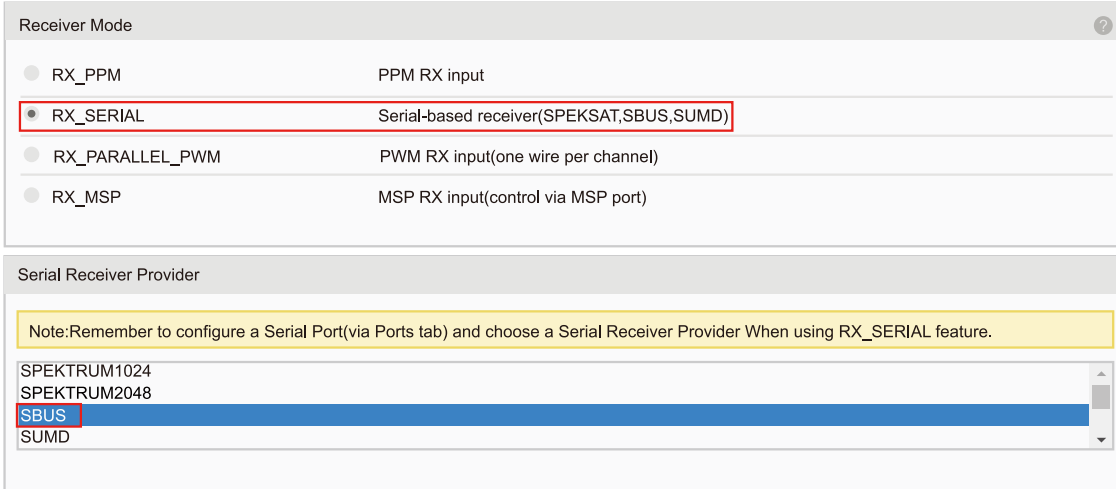 Receiver Mode
?
RX_PPM PPM RX input
RX_SERIAL Serial-based receiver(SPEKSAT,SBUS,SUMD)
RX_PARALLEL_PWM PWM RX input(one wire per channel)
RX_MSP MSP RX input(control via MSP port)
Serial Receiver Provider
Note:Remember to configure a Serial Port(via Ports tab) and choose a Serial Receiver Provider When using RX_SERIAL feature.
SPEKTRUM1024
SPEKTRUM2048
SBUS
SUMD